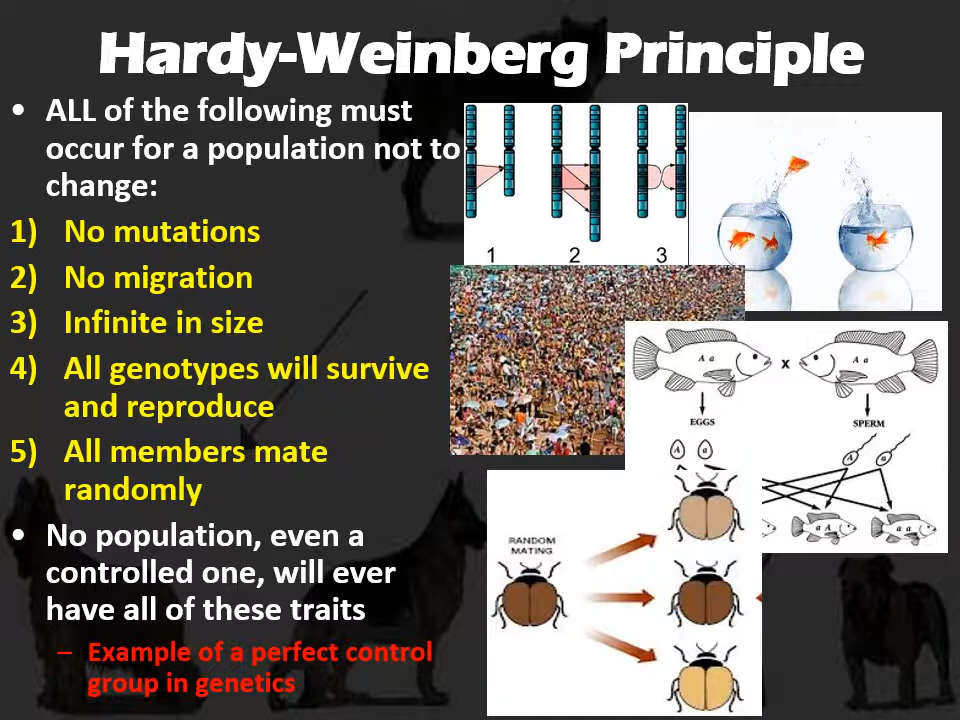 Hardy-Weinberg Principle
• ALL of the following must
occur for a population not to
change:
1) No mutations
2) No migration
3) Infinite in size
4) All genotypes will survive
and reproduce
5) All members mate
randomly
• No population, even a
controlled one, will ever
have all of these traits
– Example of a perfect control
group in genetics
1 2 3
A a x A a
EGGS SPERM
A a A a
a A a a
RANDOM
MATING